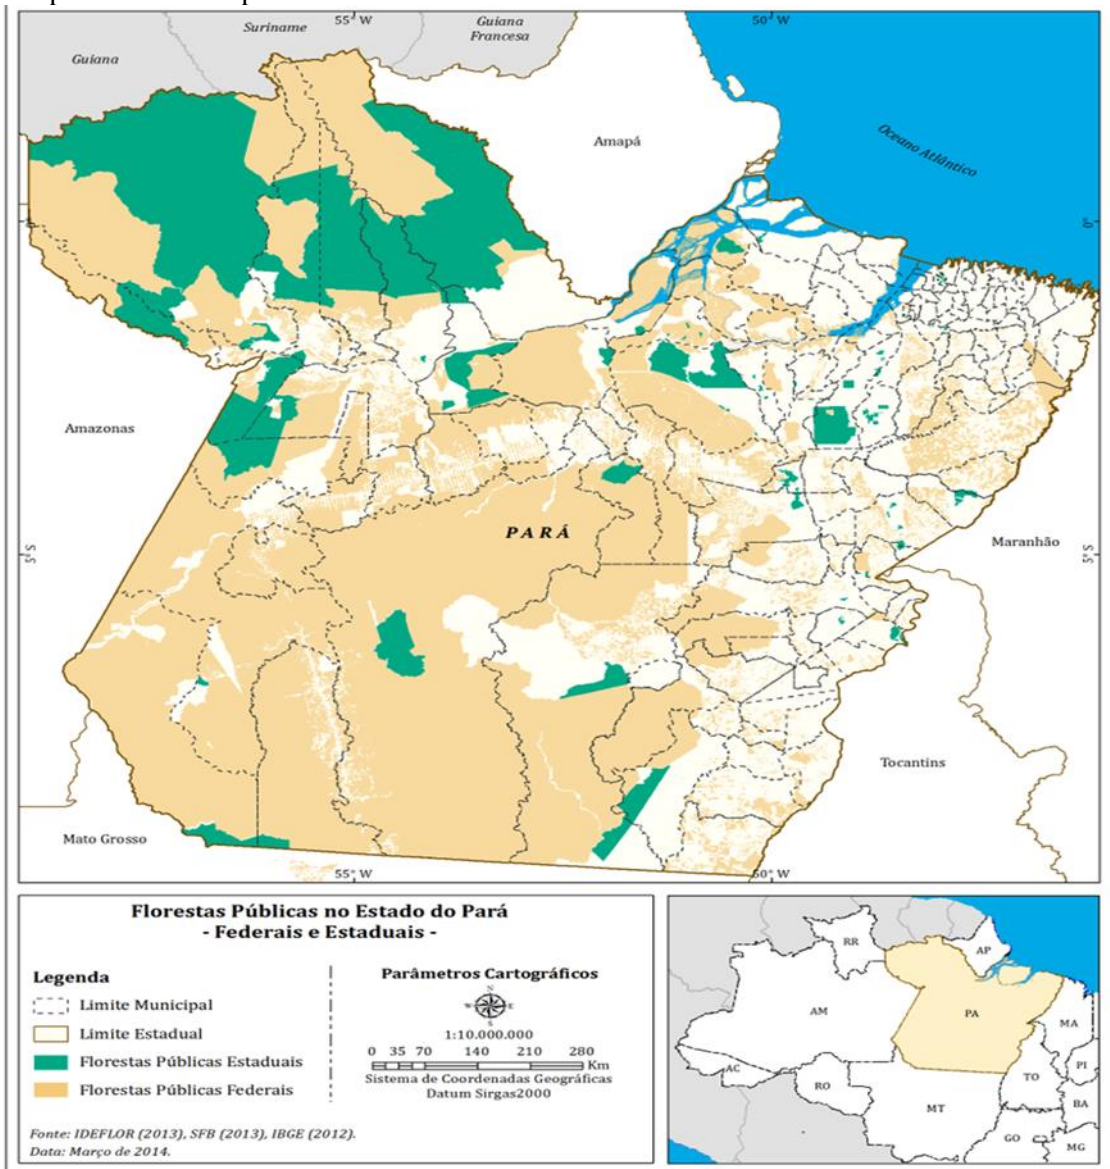 55° W
50° W
Suriname
Guiana
Francesa
Guiana
Amapá
Oceano Atlântico
0°
Amazonas
PARÁ
5° S
5° S
Maranhão
Tocantins
Mato Grosso
55° W
50° W
Florestas Públicas no Estado do Pará
- Federais e Estaduais -
Legenda
Limite Municipal
Limite Estadual
Florestas Públicas Estaduais
Florestas Públicas Federais
Parâmetros Cartográficos
N
W
E
S
1:10.000.000
0 35 70 140 210 280
Km
Sistema de Coordenadas Geográficas
Datum Sirgas2000
Fonte: IDEFLOR (2013), SFB (2013), IBGE (2012).
Data: Março de 2014.
RR
AP
AM
PA
MA
PI
AC
RO
TO
BA
MT
GO
MG